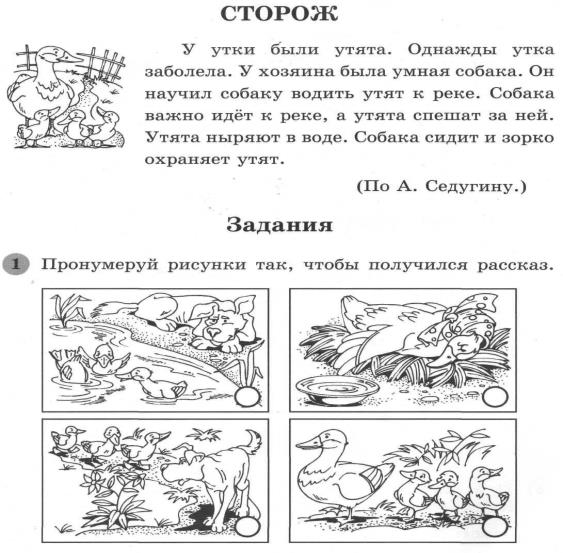 СТОРОЖ
У утки были утята. Однажды утка
заболела. У хозяина была умная собака. Он
научил собаку водить утят к реке. Собака
важно идёт к реке, а утята спешат за ней.
Утята ныряют в воде. Собака сидит и зорко
охраняет утят.
(По А. Седугину.)
Задания
1 Пронумеруй рисунки так, чтобы получился рассказ.